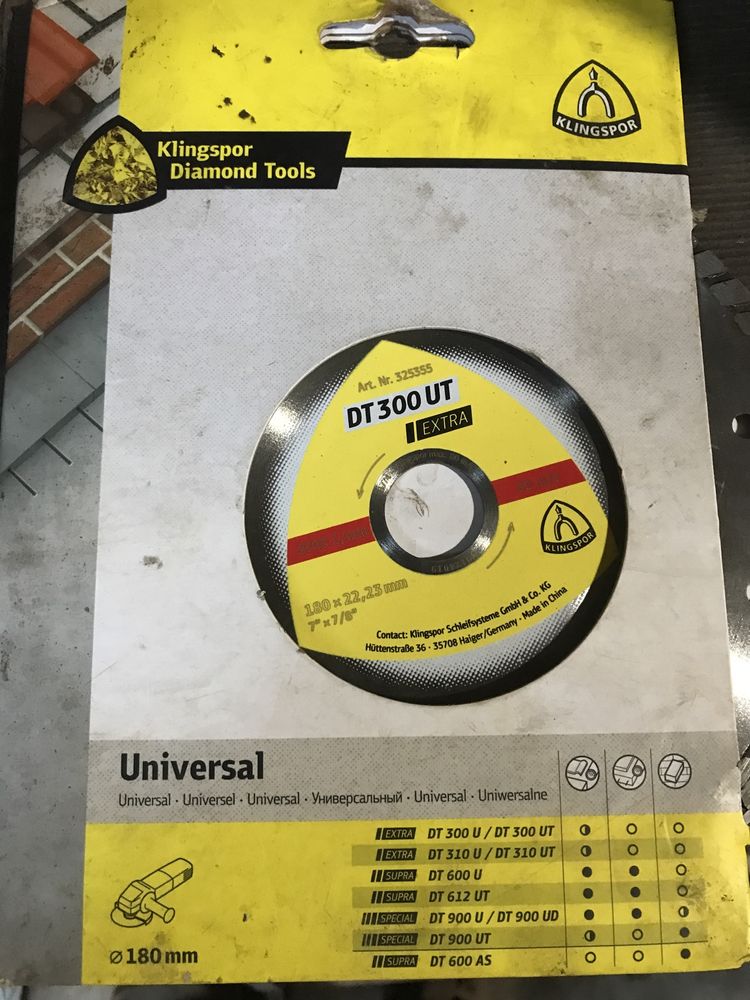 KLINGSPOR
Klingspor
Diamond Tools
Art. Nr. 325355
DT 300 UT
EXTRA
KLINGSPOR
180 x 22,23 mm
7" x 7/8"
Contact: Klingspor Schleifsysteme GmbH & Co. KG
Hüttenstraße 36 · 35708 Haiger/Germany · Made in China
Universal
Universal · Universel · Universal · Универсальный · Universal · Uniwersalne
EXTRA DT 300 U / DT 300 UT
EXTRA DT 310 U / DT 310 UT
SUPRA DT 600 U
SUPRA DT 612 UT
SPECIAL DT 900 U / DT 900 UD
SPECIAL DT 900 UT
SUPRA DT 600 AS
⌀ 180 mm